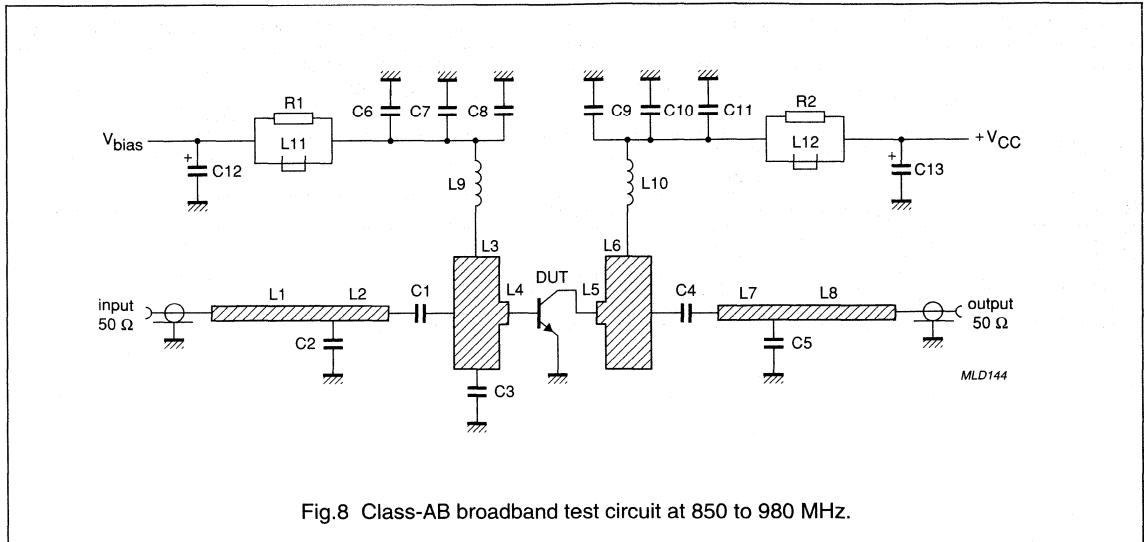 C6 C7 C8 C9 C10 C11
R1 R2
V_bias L11 L12 +V_CC
+ C12 + C13
L9 L10
L3 L6
L1 L2 C1 L4 DUT L5 C4 L7 L8
input
50 Ω
output
50 Ω
C2 C5
C3
MLD144
Fig.8 Class-AB broadband test circuit at 850 to 980 MHz.